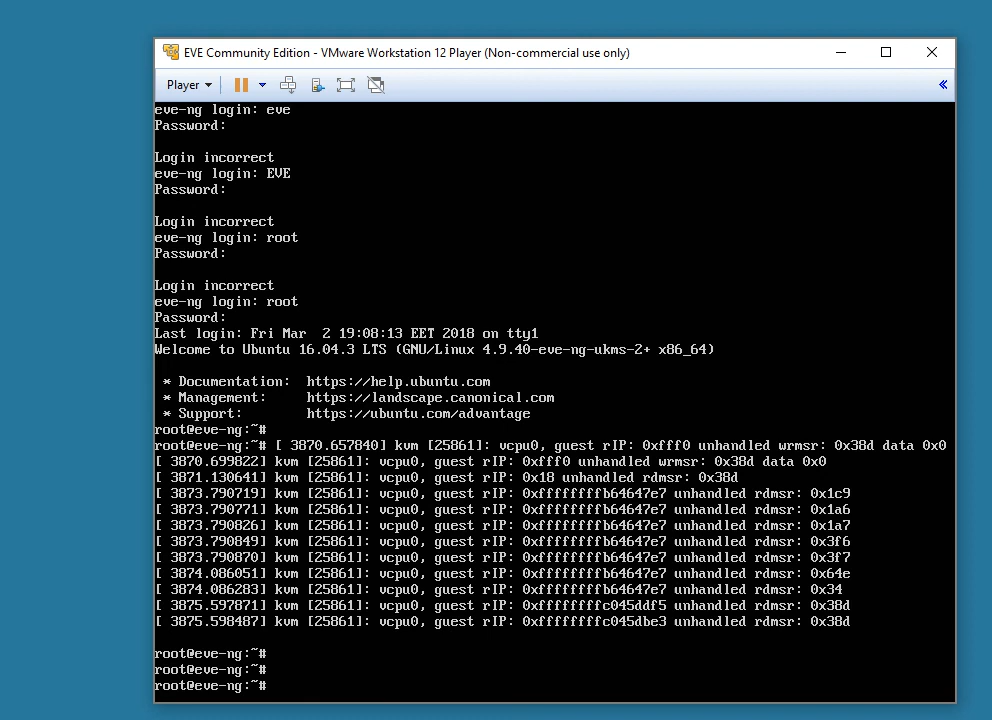 EVE Community Edition - VMware Workstation 12 Player (Non-commercial use only)
Player
eve-ng login: eve
Password:
Login incorrect
eve-ng login: EVE
Password:
Login incorrect
eve-ng login: root
Password:
Login incorrect
eve-ng login: root
Password:
Last login: Fri Mar  2 19:08:13 EET 2018 on tty1
Welcome to Ubuntu 16.04.3 LTS (GNU/Linux 4.9.40-eve-ng-ukms-2+ x86_64)
 * Documentation:  https://help.ubuntu.com
 * Management:     https://landscape.canonical.com
 * Support:        https://ubuntu.com/advantage
root@eve-ng:~#
root@eve-ng:~# [ 3870.657840] kvm [25861]: vcpu0, guest rIP: 0xfff0 unhandled wrmsr: 0x38d data 0x0
[ 3870.699822] kvm [25861]: vcpu0, guest rIP: 0xfff0 unhandled wrmsr: 0x38d data 0x0
[ 3871.130641] kvm [25861]: vcpu0, guest rIP: 0x18 unhandled rdmsr: 0x38d
[ 3873.790719] kvm [25861]: vcpu0, guest rIP: 0xffffffffb64647e7 unhandled rdmsr: 0x1c9
[ 3873.790771] kvm [25861]: vcpu0, guest rIP: 0xffffffffb64647e7 unhandled rdmsr: 0x1a6
[ 3873.790826] kvm [25861]: vcpu0, guest rIP: 0xffffffffb64647e7 unhandled rdmsr: 0x1a7
[ 3873.790849] kvm [25861]: vcpu0, guest rIP: 0xffffffffb64647e7 unhandled rdmsr: 0x3f6
[ 3873.790870] kvm [25861]: vcpu0, guest rIP: 0xffffffffb64647e7 unhandled rdmsr: 0x3f7
[ 3874.086051] kvm [25861]: vcpu0, guest rIP: 0xffffffffb64647e7 unhandled rdmsr: 0x64e
[ 3874.086283] kvm [25861]: vcpu0, guest rIP: 0xffffffffb64647e7 unhandled rdmsr: 0x34
[ 3875.597871] kvm [25861]: vcpu0, guest rIP: 0xffffffffc045ddf5 unhandled rdmsr: 0x38d
[ 3875.598487] kvm [25861]: vcpu0, guest rIP: 0xffffffffc045dbe3 unhandled rdmsr: 0x38d
root@eve-ng:~#
root@eve-ng:~#
root@eve-ng:~#